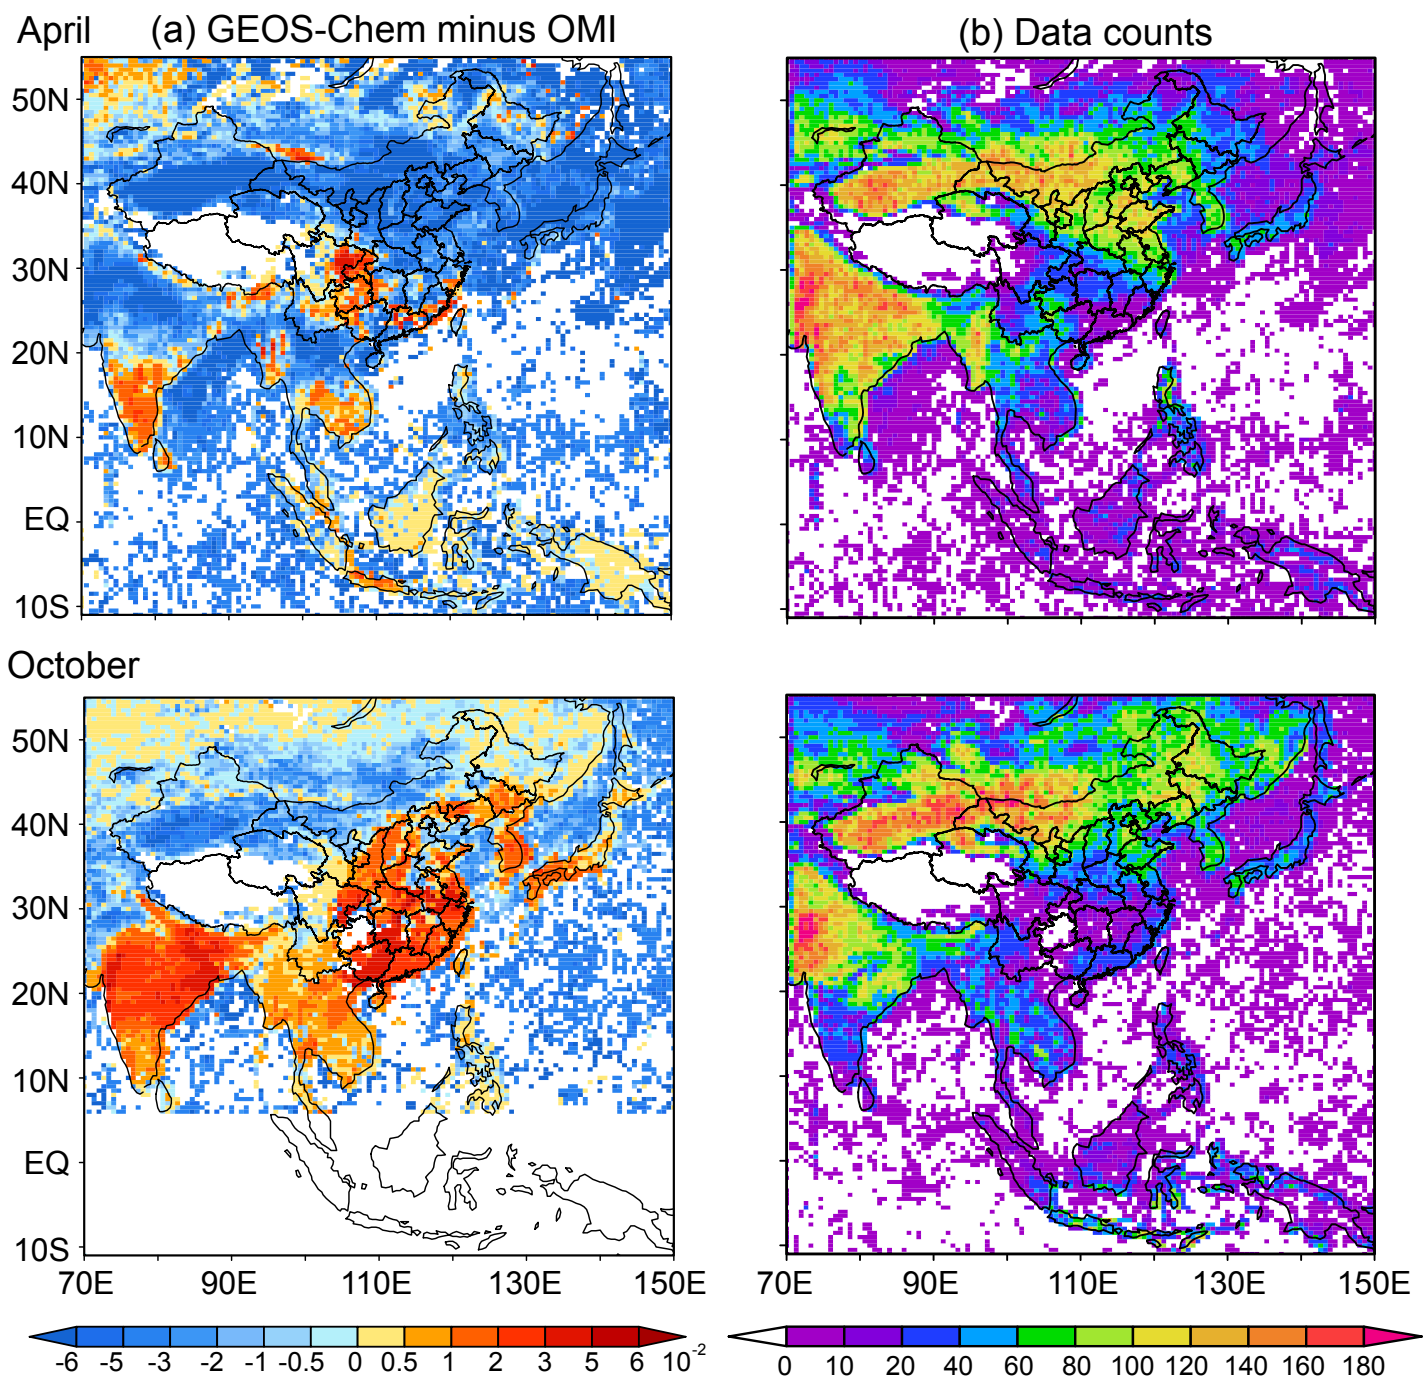 April (a) GEOS-Chem minus OMI (b) Data counts
50N
40N
30N
20N
10N
EQ
10S
October
50N
40N
30N
20N
10N
EQ
10S
70E 90E 110E 130E 150E 70E 90E 110E 130E 150E
-6 -5 -3 -2 -1 -0.5 0 0.5 1 2 3 5 6 10-2
0 10 20 40 60 80 100 120 140 160 180